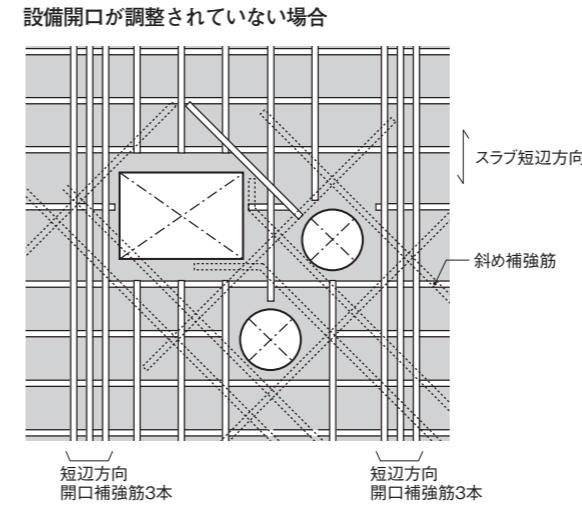 設備開口が調整されていない場合
スラブ短辺方向
斜め補強筋
短辺方向
開口補強筋3本
短辺方向
開口補強筋3本